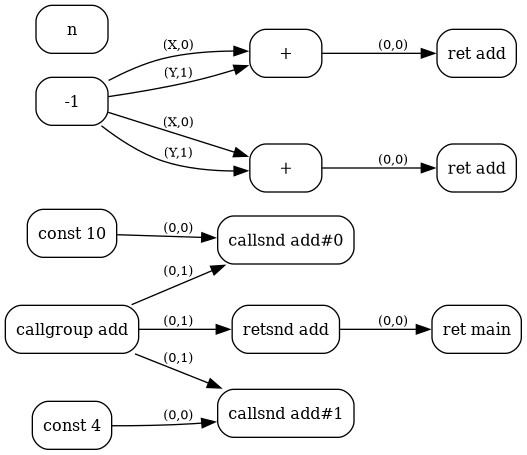 n
(X,0)
+
(0,0)
ret add
(Y,1)
-1
(X,0)
(Y,1)
+
(0,0)
ret add
const 10
(0,0)
callsnd add#0
(0,1)
callgroup add
(0,1)
retsnd add
(0,0)
ret main
(0,1)
const 4
(0,0)
callsnd add#1